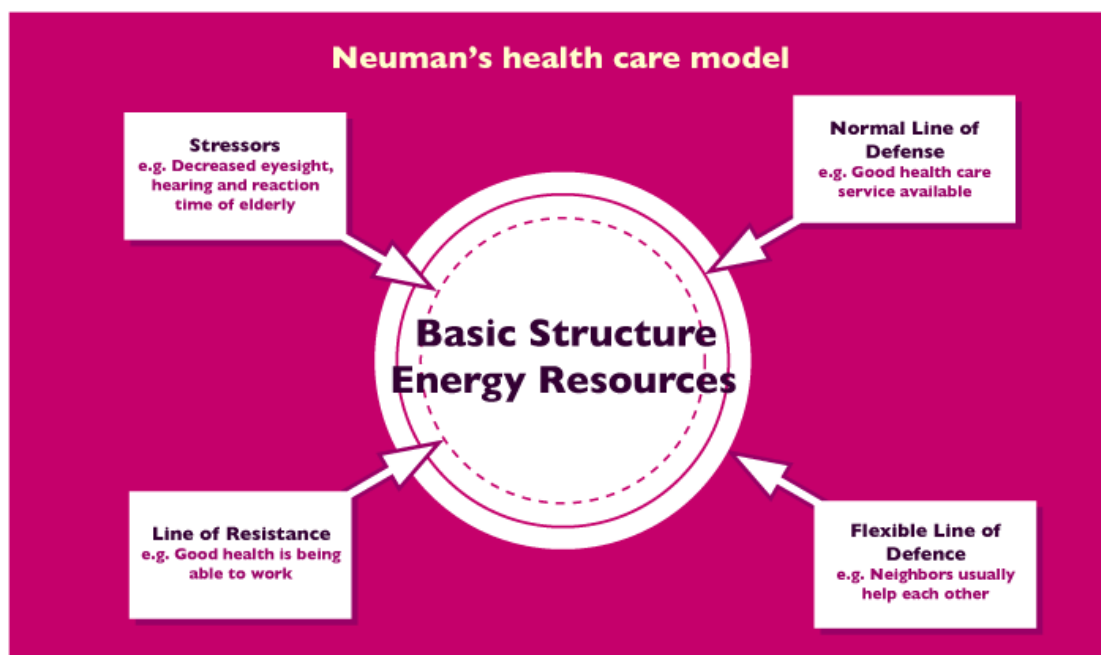 Neuman's health care model
Stressors
e.g. Decreased eyesight,
hearing and reaction
time of elderly
Normal Line of
Defense
e.g. Good health care
service available
Basic Structure
Energy Resources
Line of Resistance
e.g. Good health is being
able to work
Flexible Line of
Defence
e.g. Neighbors usually
help each other